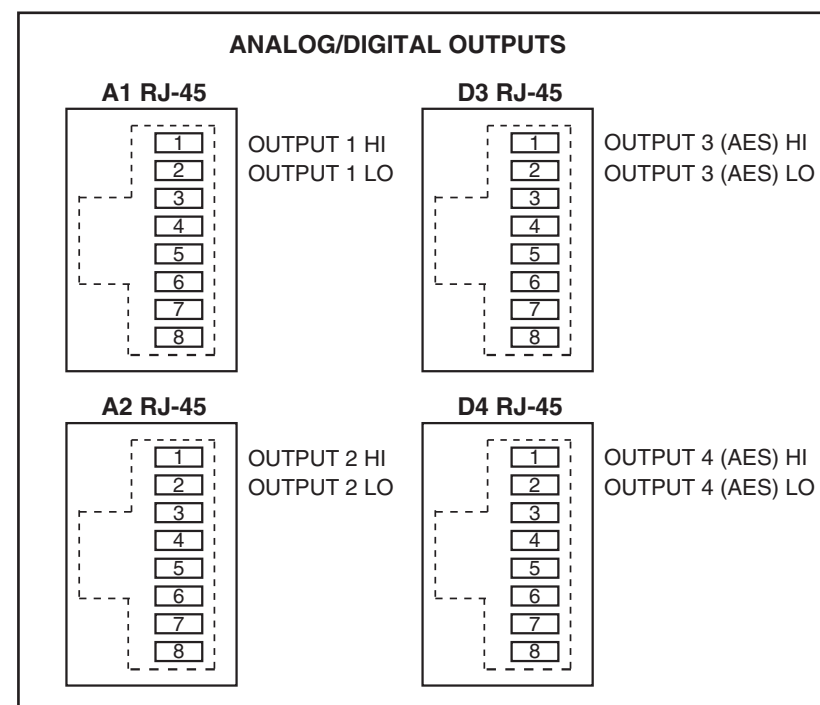 ANALOG/DIGITAL OUTPUTS
A1 RJ-45
1 OUTPUT 1 HI
2 OUTPUT 1 LO
3
4
5
6
7
8
D3 RJ-45
1 OUTPUT 3 (AES) HI
2 OUTPUT 3 (AES) LO
3
4
5
6
7
8
A2 RJ-45
1 OUTPUT 2 HI
2 OUTPUT 2 LO
3
4
5
6
7
8
D4 RJ-45
1 OUTPUT 4 (AES) HI
2 OUTPUT 4 (AES) LO
3
4
5
6
7
8